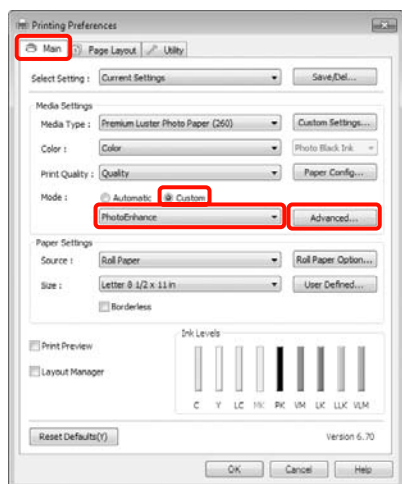 Printing Preferences
Main Page Layout Utility
Select Setting : Current Settings Save/Del...
Media Settings
Media Type : Premium Luster Photo Paper (260) Custom Settings...
Color : Color Photo Black Ink
Print Quality : Quality Paper Config...
Mode : Automatic Custom
PhotoEnhance Advanced...
Paper Settings
Source : Roll Paper Roll Paper Option...
Size : Letter 8 1/2 x 11 in User Defined...
Borderless
Ink Levels
Print Preview
Layout Manager
C Y LC MK PK VM LK LLK VLM
Reset Defaults(Y) Version 6.70
OK Cancel Help